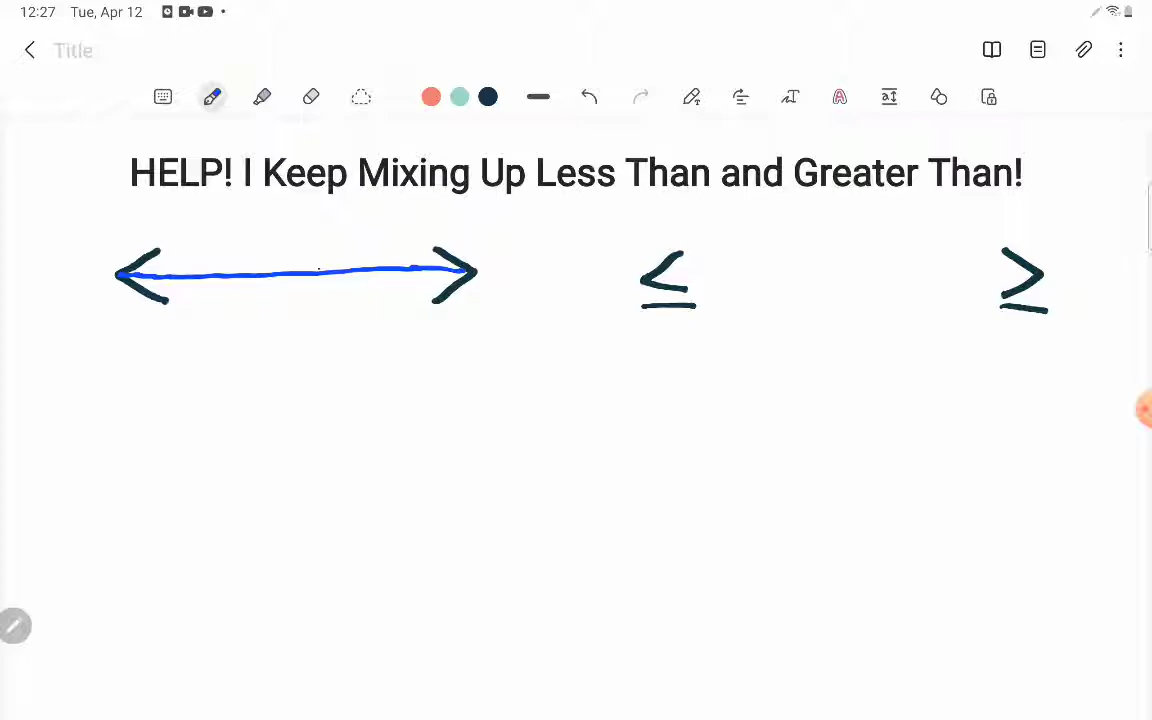 12:27 Tue, Apr 12
Title
HELP! I Keep Mixing Up Less Than and Greater Than!
< > ≤ ≥